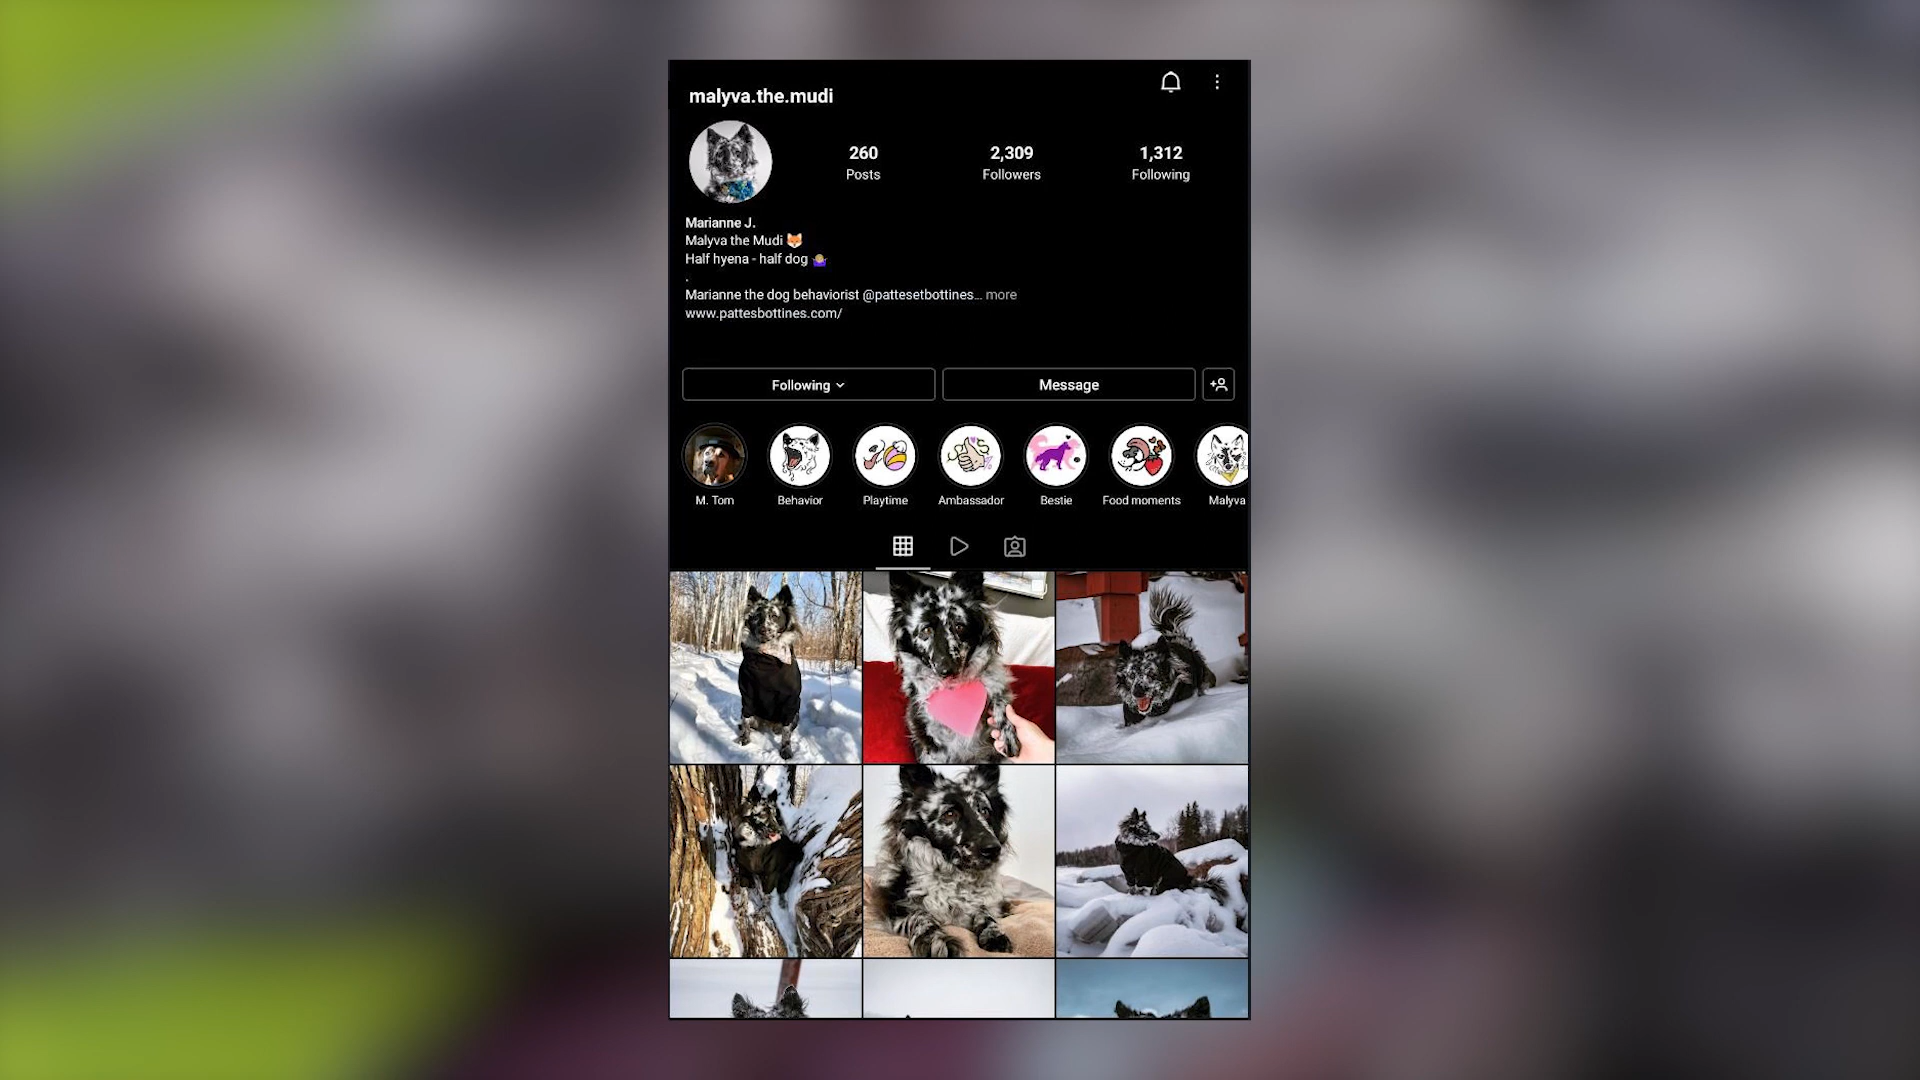 malyva.the.mudi
260
Posts
2,309
Followers
1,312
Following
Marianne J.
Malyva the Mudi 🦊
Half hyena - half dog 🤷🏼‍♀️
.
Marianne the dog behaviorist @pattesetbottines... more
www.pattesbottines.com/
Following
Message
M. Tom
Behavior
Playtime
Ambassador
Bestie
Food moments
Malyva